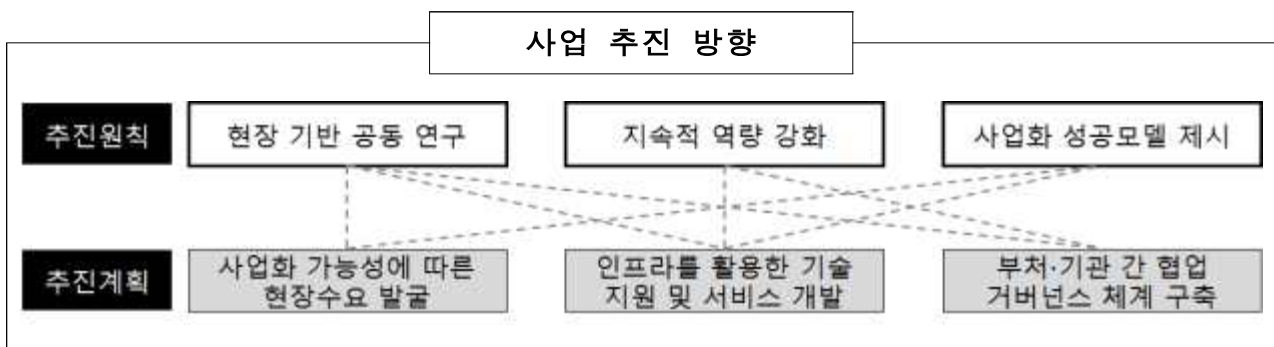 사업 추진 방향
추진원칙
현장 기반 공동 연구
지속적 역량 강화
사업화 성공모델 제시
추진계획
사업화 가능성에 따른
현장수요 발굴
인프라를 활용한 기술
지원 및 서비스 개발
부처·기관 간 협업
거버넌스 체계 구축